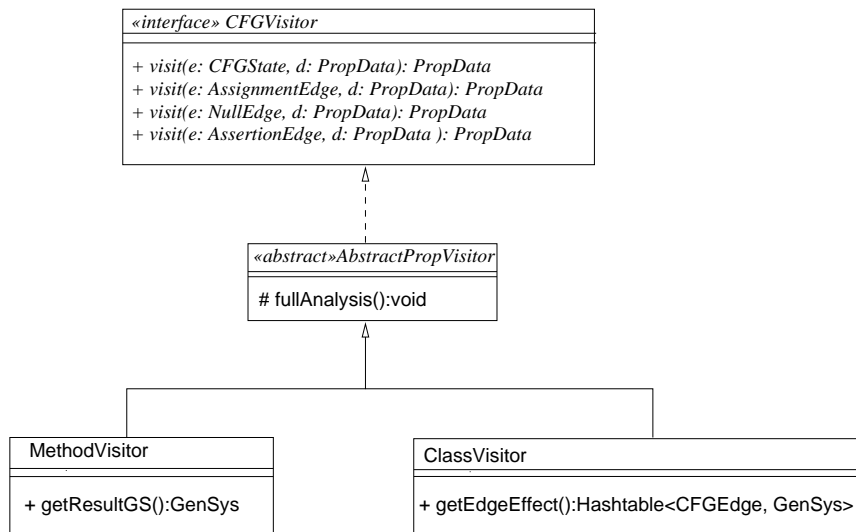 «interface» CFGVisitor
+ visit(e: CFGState, d: PropData): PropData
+ visit(e: AssignmentEdge, d: PropData): PropData
+ visit(e: NullEdge, d: PropData): PropData
+ visit(e: AssertionEdge, d: PropData ): PropData
«abstract»AbstractPropVisitor
# fullAnalysis():void
MethodVisitor
+ getResultGS():GenSys
ClassVisitor
+ getEdgeEffect():Hashtable<CFGEdge, GenSys>